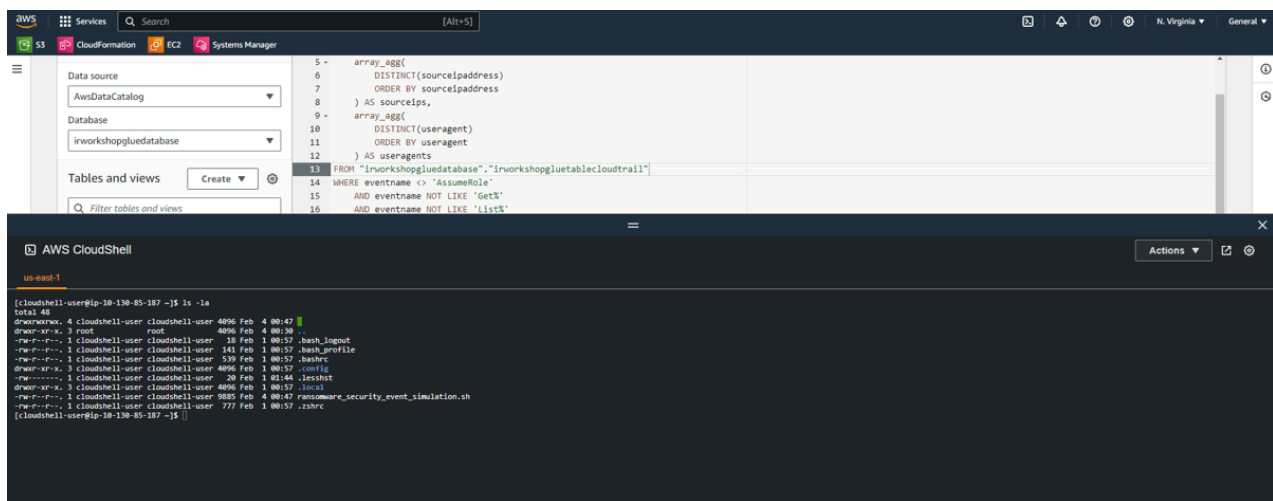 aws Services Search [Alt+S] N. Virginia General
S3 CloudFormation EC2 Systems Manager
Data source
AwsDataCatalog
Database
irworkshopgluedatabase
Tables and views Create
Filter tables and views
5 array_agg(
6 DISTINCT(sourceipaddress)
7 ORDER BY sourceipaddress
8 ) AS sourceips,
9 array_agg(
10 DISTINCT(useragent)
11 ORDER BY useragent
12 ) AS useragents
13 FROM "irworkshopgluedatabase"."irworkshopgluetablecloudtrail"
14 WHERE eventname <> 'AssumeRole'
15 AND eventname NOT LIKE 'Get%'
16 AND eventname NOT LIKE 'List%'
AWS CloudShell Actions
us-east-1
[cloudshell-user@ip-10-130-85-187 ~]$ ls -la
total 48
drwxrwxrwx. 4 cloudshell-user cloudshell-user 4096 Feb 4 00:47 .
drwxr-xr-x. 3 root root 4096 Feb 4 00:30 ..
-rw-r--r--. 1 cloudshell-user cloudshell-user 18 Feb 1 00:57 .bash_logout
-rw-r--r--. 1 cloudshell-user cloudshell-user 141 Feb 1 00:57 .bash_profile
-rw-r--r--. 1 cloudshell-user cloudshell-user 539 Feb 1 00:57 .bashrc
drwxr-xr-x. 3 cloudshell-user cloudshell-user 4096 Feb 1 00:57 .config
-rw-------. 1 cloudshell-user cloudshell-user 20 Feb 1 01:44 .lesshst
drwxr-xr-x. 3 cloudshell-user cloudshell-user 4096 Feb 1 00:57 .local
-rw-r--r--. 1 cloudshell-user cloudshell-user 9885 Feb 4 00:47 ransomware_security_event_simulation.sh
-rw-r--r--. 1 cloudshell-user cloudshell-user 777 Feb 1 00:57 .zshrc
[cloudshell-user@ip-10-130-85-187 ~]$